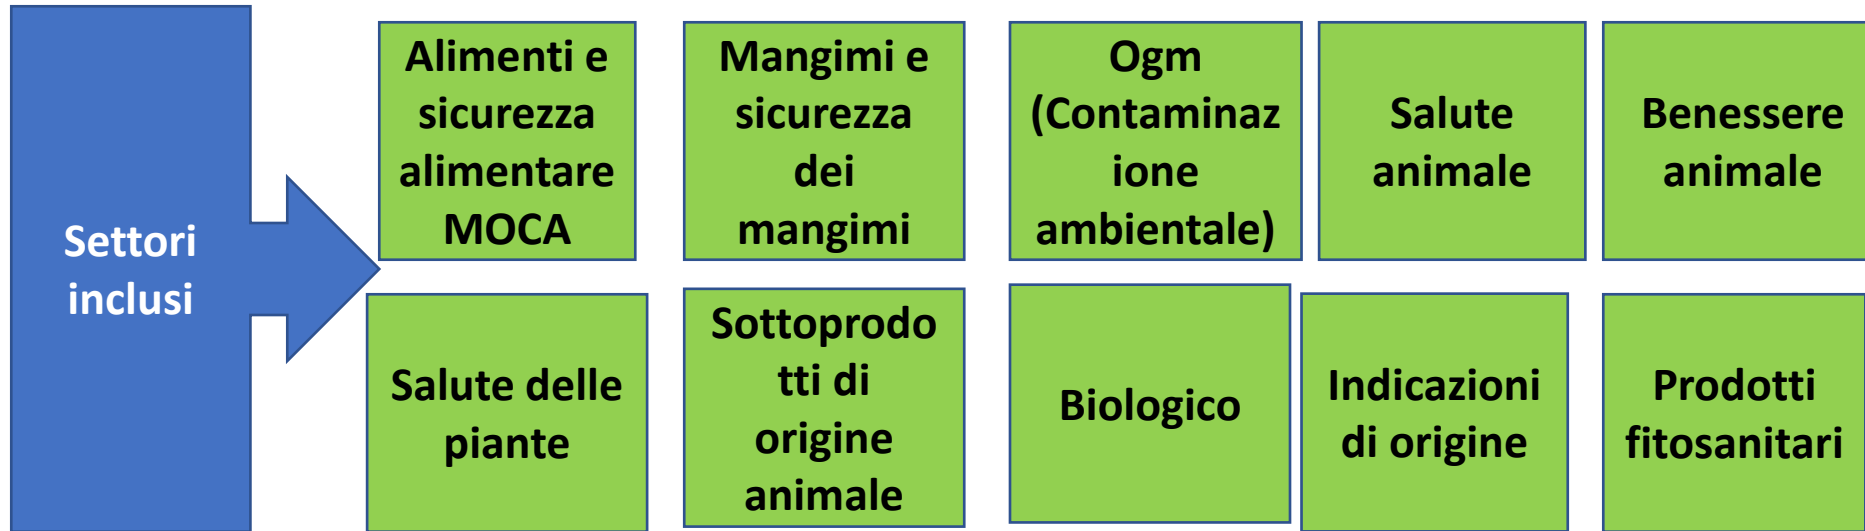 Settori
inclusi
Alimenti e
sicurezza
alimentare
MOCA
Mangimi e
sicurezza
dei
mangimi
Ogm
(Contaminaz
ione
ambientale)
Salute
animale
Benessere
animale
Salute delle
piante
Sottoprodo
tti di
origine
animale
Biologico
Indicazioni
di origine
Prodotti
fitosanitari